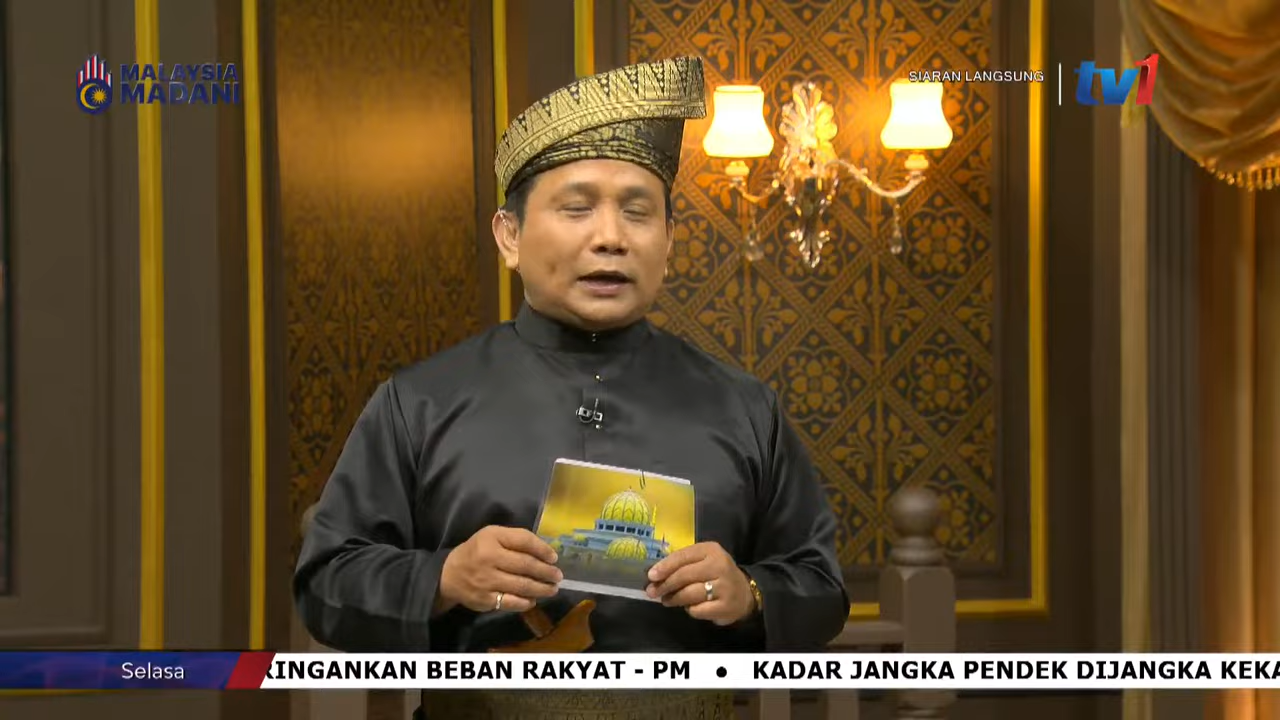 MALAYSIA
MADANI
SIARAN LANGSUNG
tv1
Selasa
RINGANKAN BEBAN RAKYAT - PM • KADAR JANGKA PENDEK DIJANGKA KEKA